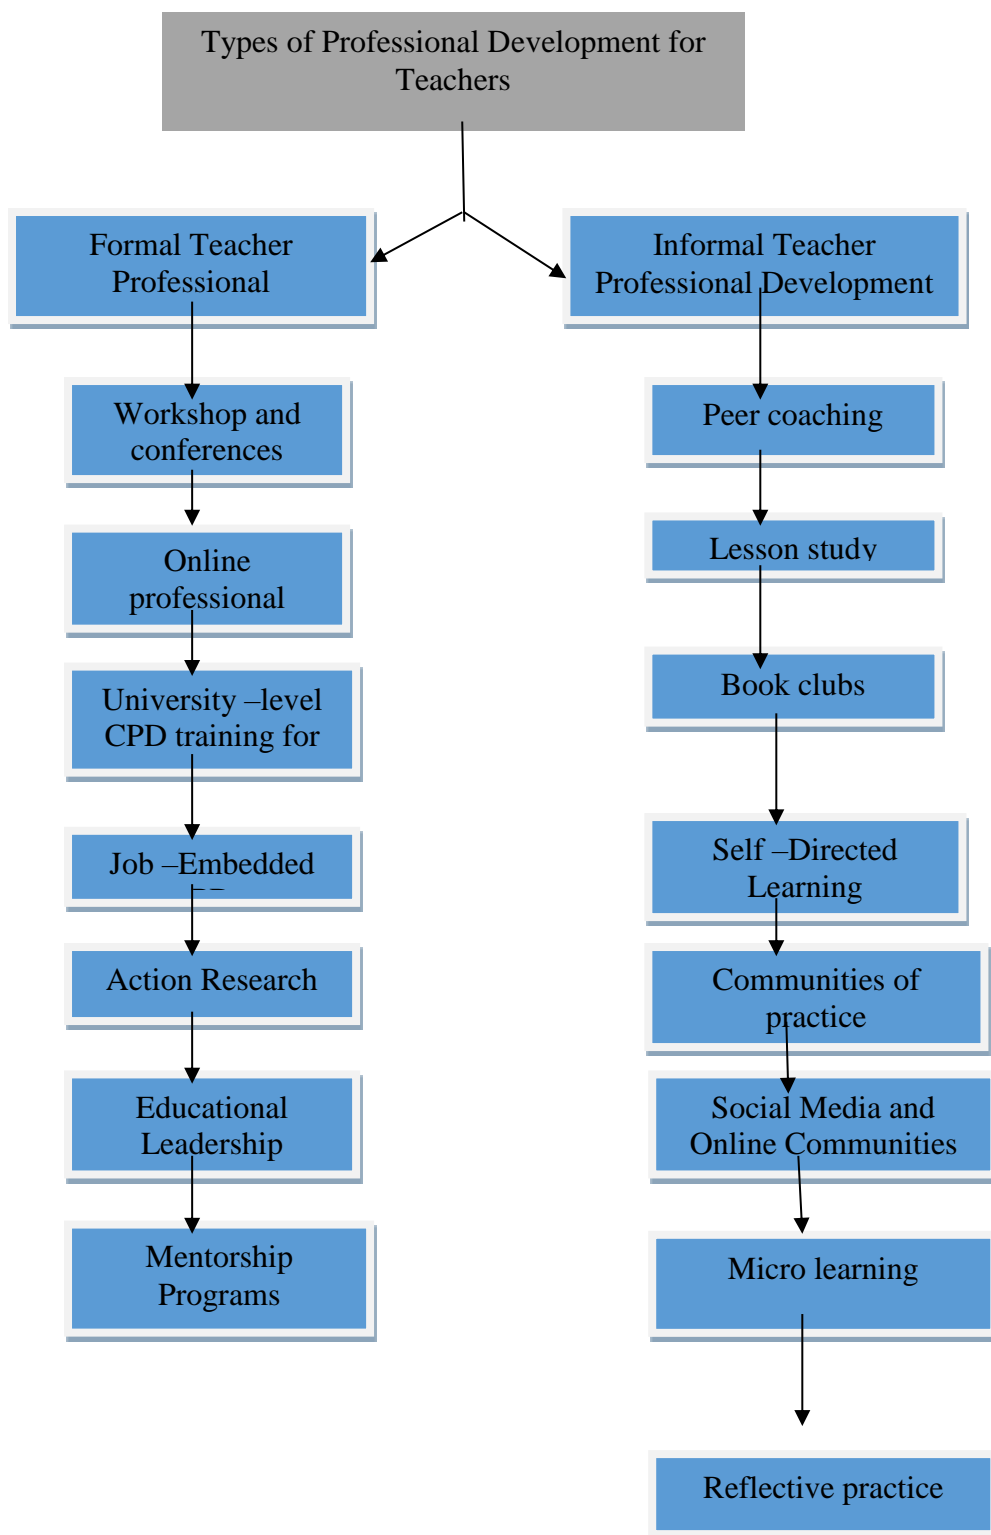 Types of Professional Development for
Teachers
Formal Teacher
Professional
Informal Teacher
Professional Development
Workshop and
conferences
Peer coaching
Online
professional
Lesson study
University –level
CPD training for
Book clubs
Job –Embedded
Self –Directed
Learning
Action Research
Communities of
practice
Educational
Leadership
Social Media and
Online Communities
Mentorship
Programs
Micro learning
Reflective practice